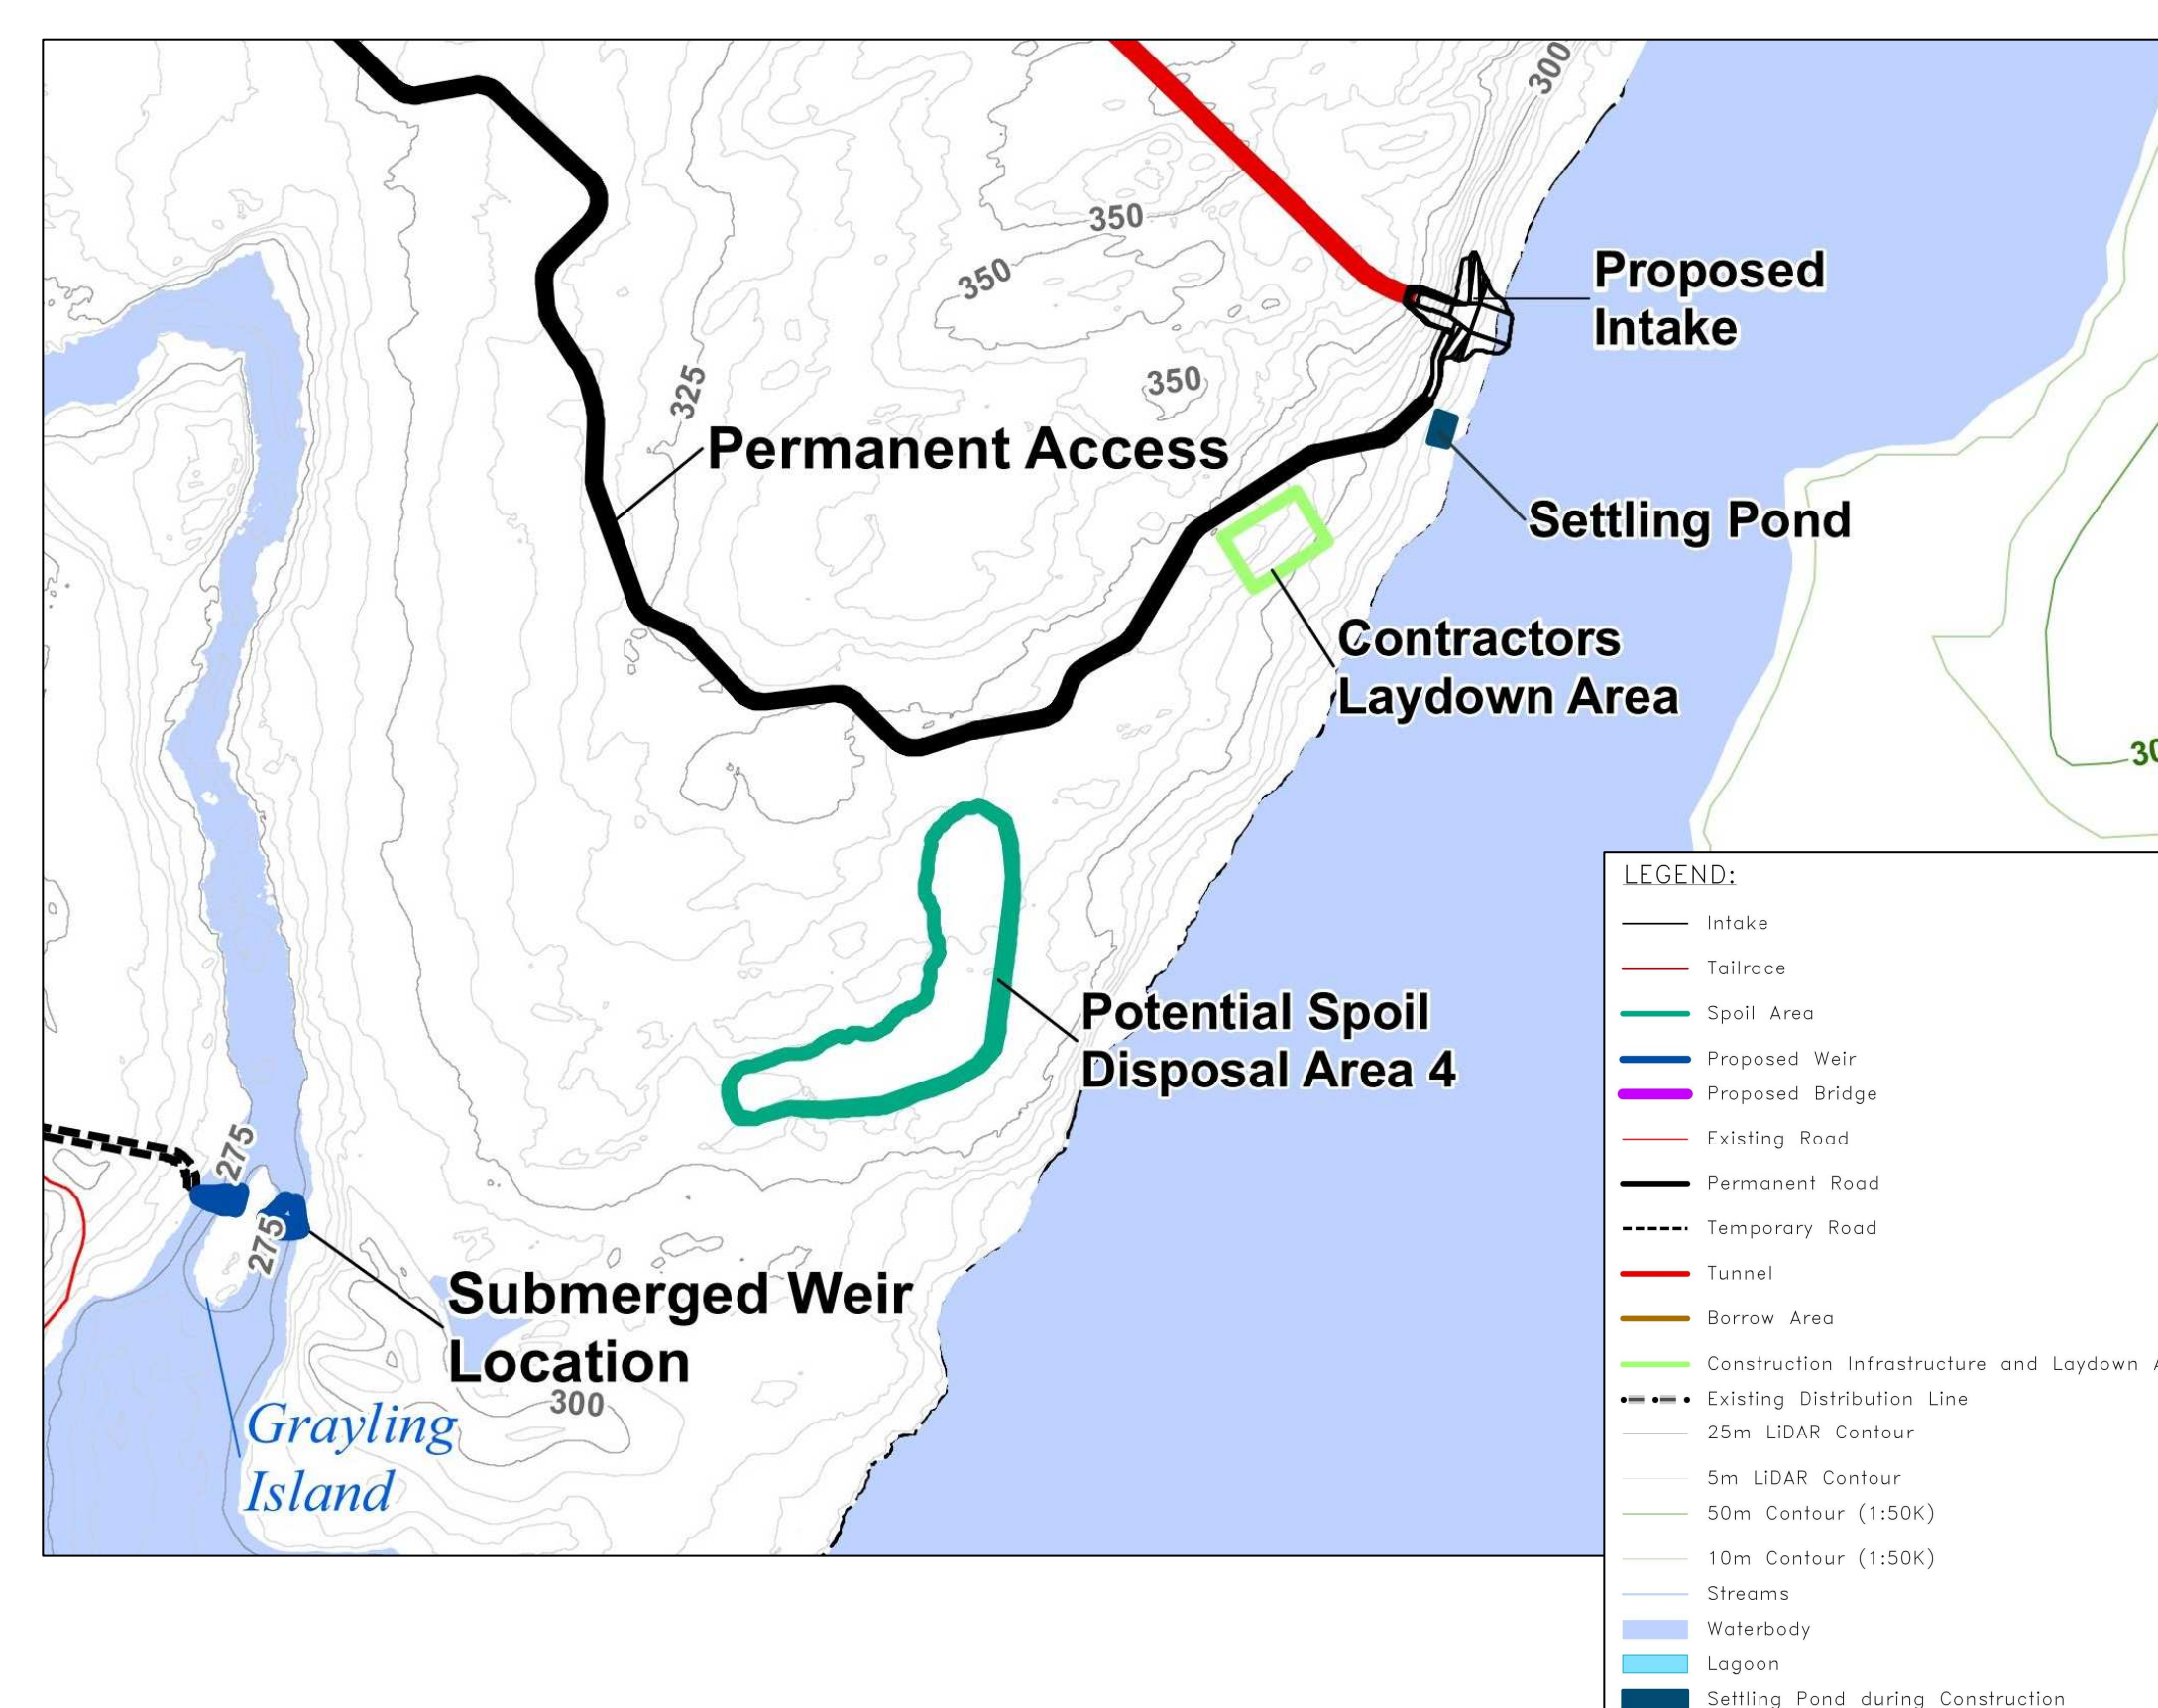 300
350
350
Proposed
Intake
350
325
Permanent Access
Settling Pond
Contractors
Laydown Area
30
LEGEND:
Intake
Tailrace
Spoil Area
Proposed Weir
Proposed Bridge
Existing Road
Permanent Road
Temporary Road
Tunnel
Borrow Area
Construction Infrastructure and Laydown
Existing Distribution Line
25m LiDAR Contour
5m LiDAR Contour
50m Contour (1:50K)
10m Contour (1:50K)
Streams
Waterbody
Lagoon
Settling Pond during Construction
Potential Spoil
Disposal Area 4
275
275
Submerged Weir
Location
300
Grayling
Island